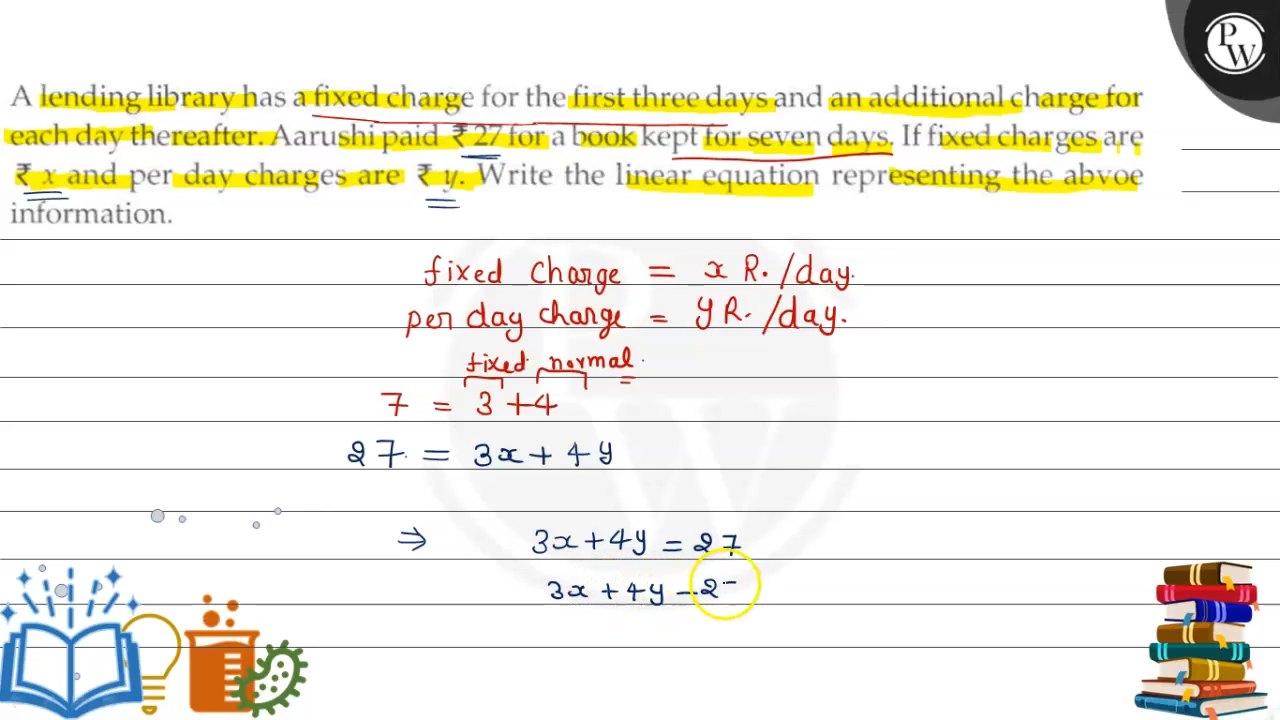 PW
A lending library has a fixed charge for the first three days and an additional charge for
each day thereafter. Aarushi paid ₹ 27 for a book kept for seven days. If fixed charges are
₹ x and per day charges are ₹ y. Write the linear equation representing the abvoe
information.
fixed charge = x R. /day.
per day charge = y R. /day.
fixed normal.
7 = 3 + 4
27 = 3x + 4y
⇒ 3x + 4y = 27
3x + 4y - 2